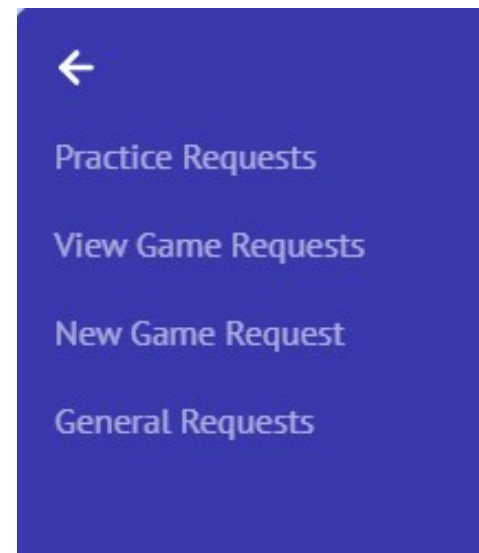 Practice Requests
View Game Requests
New Game Request
General Requests